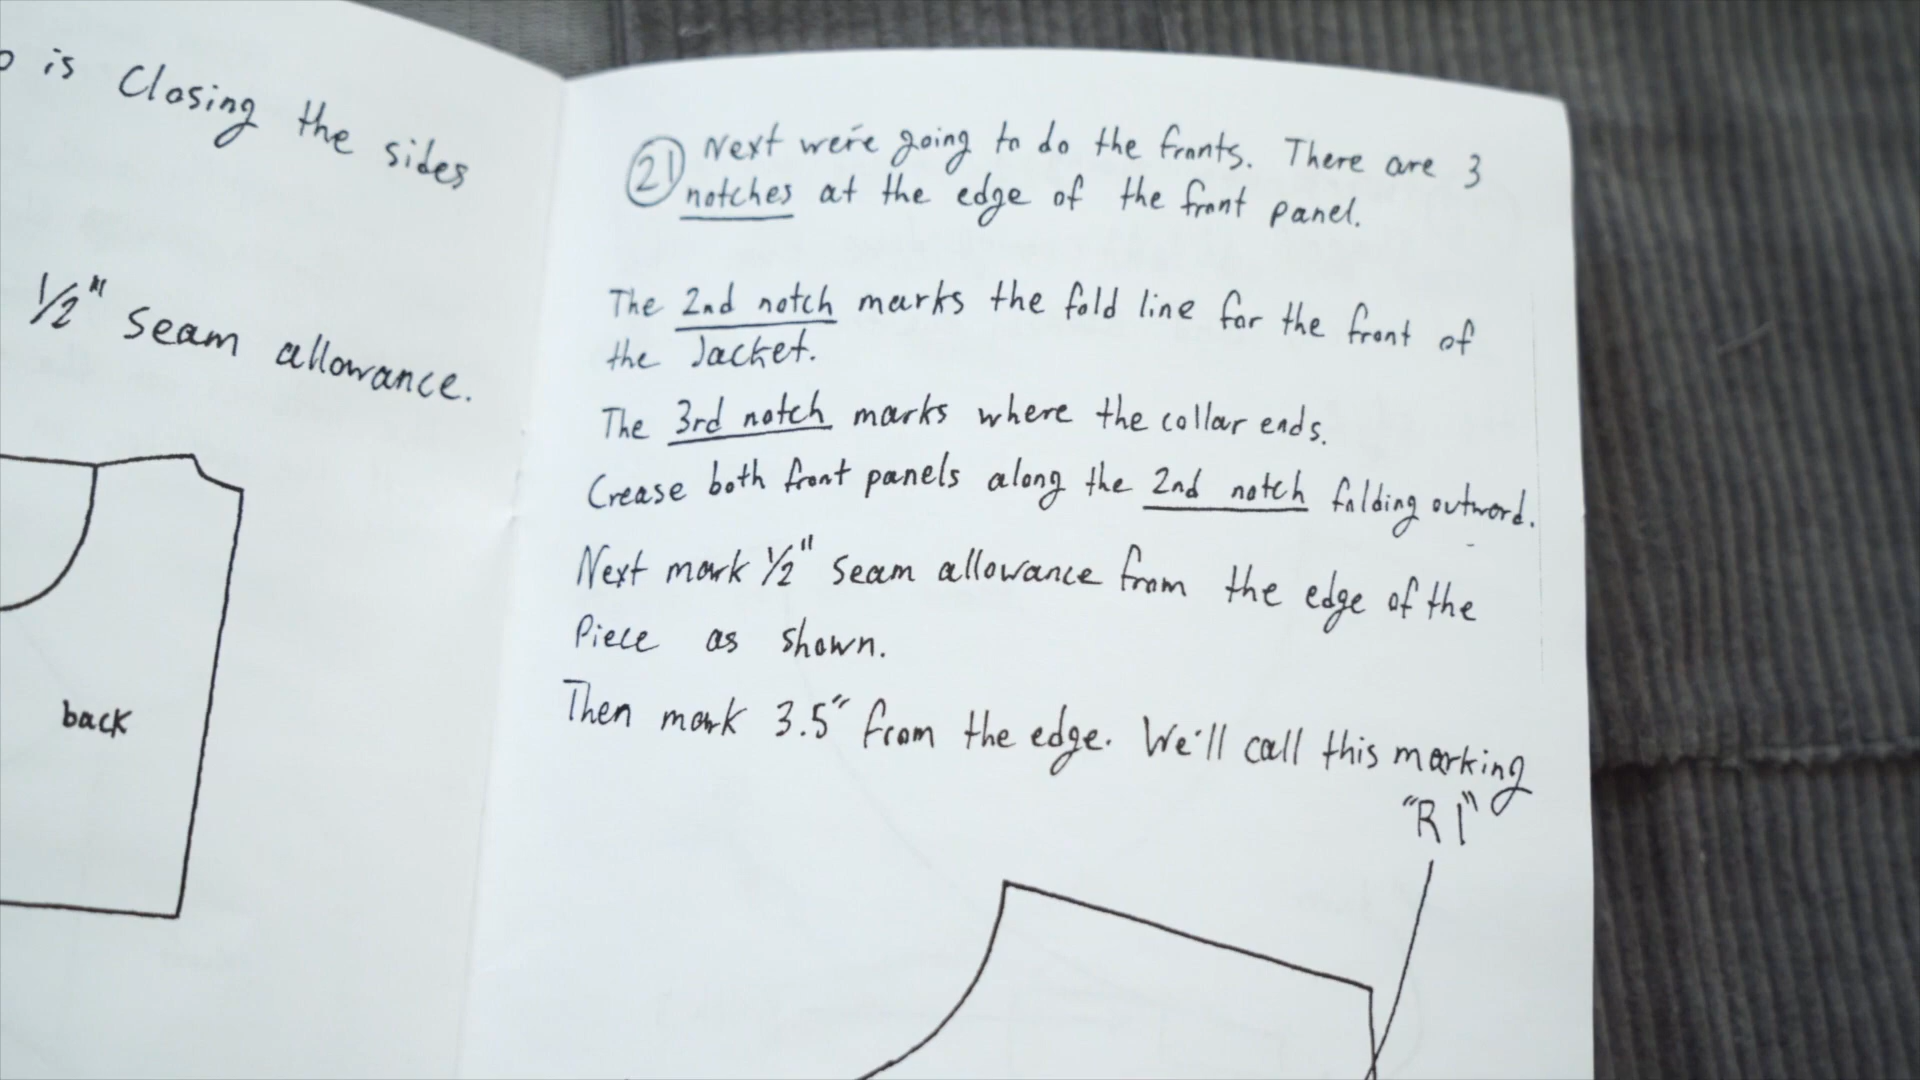 is Closing the sides
1/2" seam allowance.
back
21 Next we're going to do the fronts. There are 3
notches at the edge of the front panel.
The 2nd notch marks the fold line for the front of
the Jacket.
The 3rd notch marks where the collar ends.
Crease both front panels along the 2nd notch folding outword.
Next mark 1/2" seam allowance from the edge of the
Piece as shown.
Then mark 3.5" from the edge. We'll call this marking
"R 1"